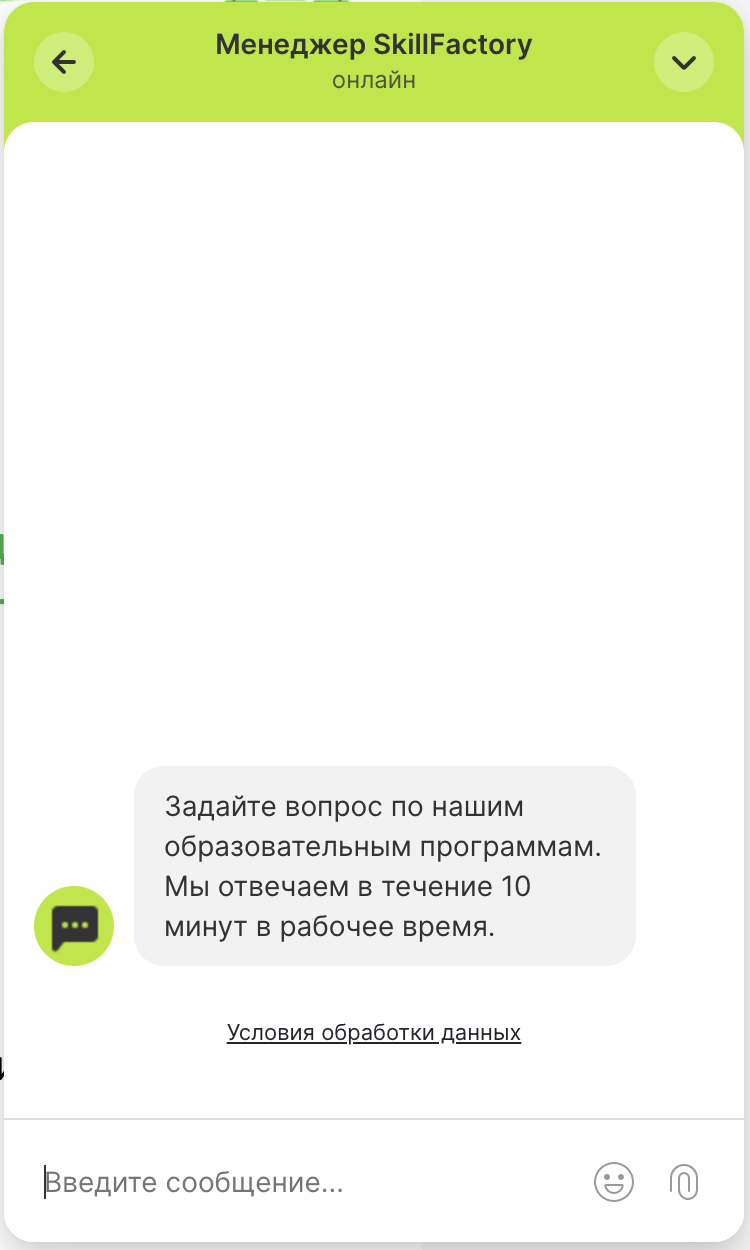 Менеджер SkillFactory
онлайн
Задайте вопрос по нашим
образовательным программам.
Мы отвечаем в течение 10
минут в рабочее время.
Условия обработки данных
Введите сообщение...